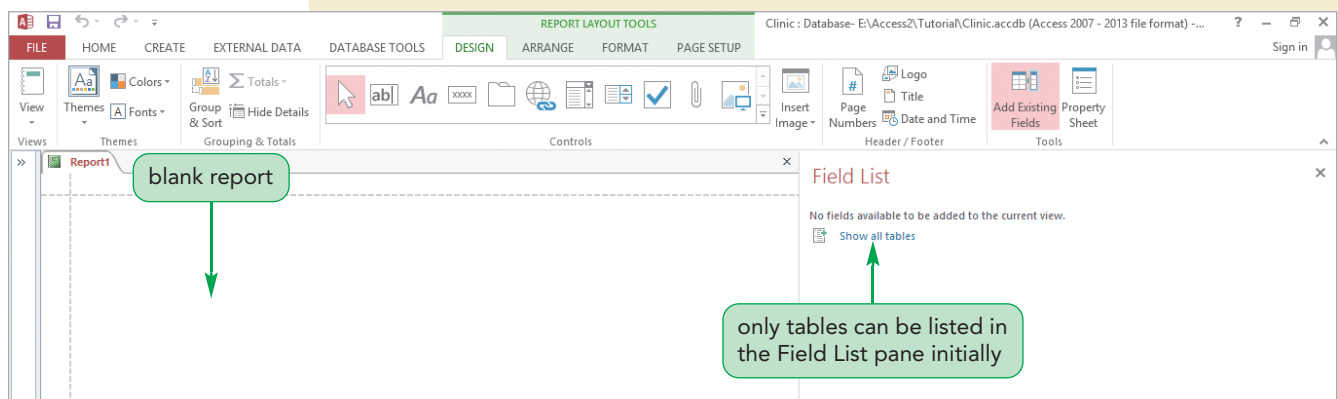 REPORT LAYOUT TOOLS
Clinic : Database- E:\Access2\Tutorial\Clinic.accdb (Access 2007 - 2013 file format) -...
?
FILE HOME CREATE EXTERNAL DATA DATABASE TOOLS DESIGN ARRANGE FORMAT PAGE SETUP Sign in
View
Themes
Aa
Colors
A Fonts
Group & Sort
Totals
Hide Details
ab|
Aa
xxxx
Insert Image
Page Numbers
Logo
Title
Date and Time
Add Existing Fields
Property Sheet
Views
Themes
Grouping & Totals
Controls
Header / Footer
Tools
Report1
blank report
Field List
No fields available to be added to the current view.
Show all tables
only tables can be listed in
the Field List pane initially